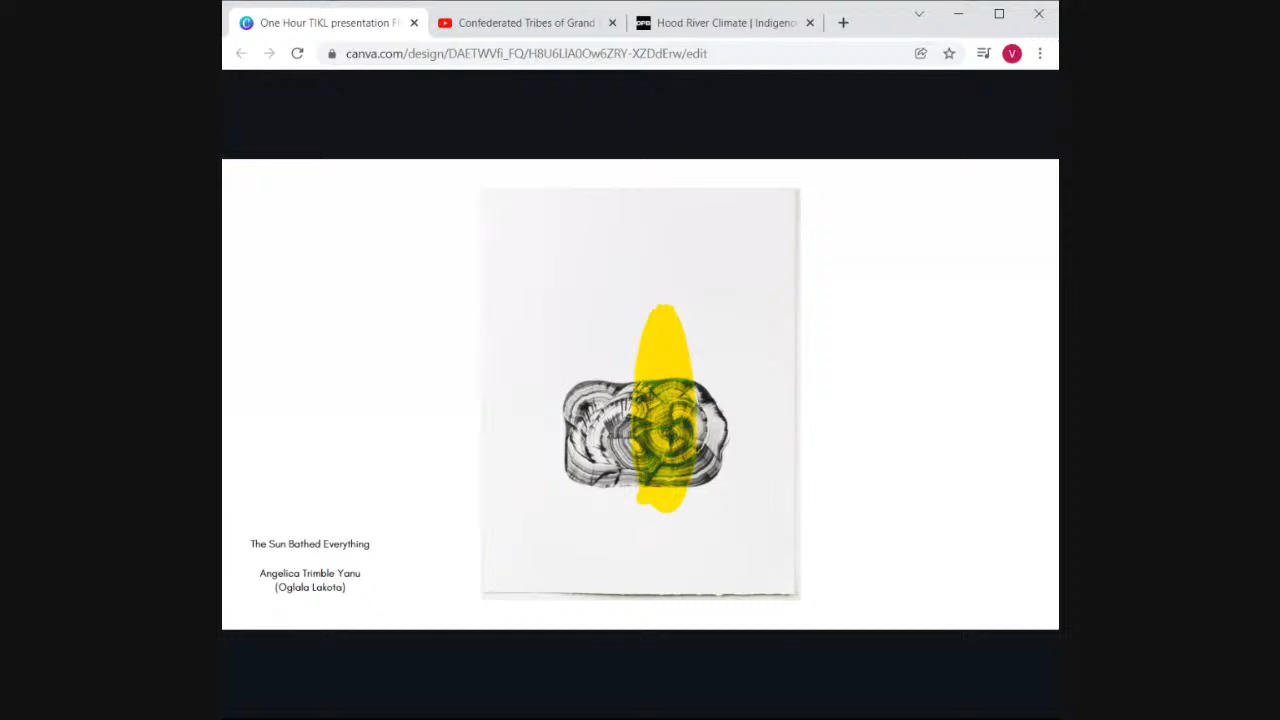 One Hour TIKL presentation F
Confederated Tribes of Grand
OPB
Hood River Climate | Indigeno
canva.com/design/DAETWVfi_FQ/H8U6LlA0Ow6ZRY-XZDdErw/edit
V
The Sun Bathed Everything
Angelica Trimble Yanu
(Oglala Lakota)